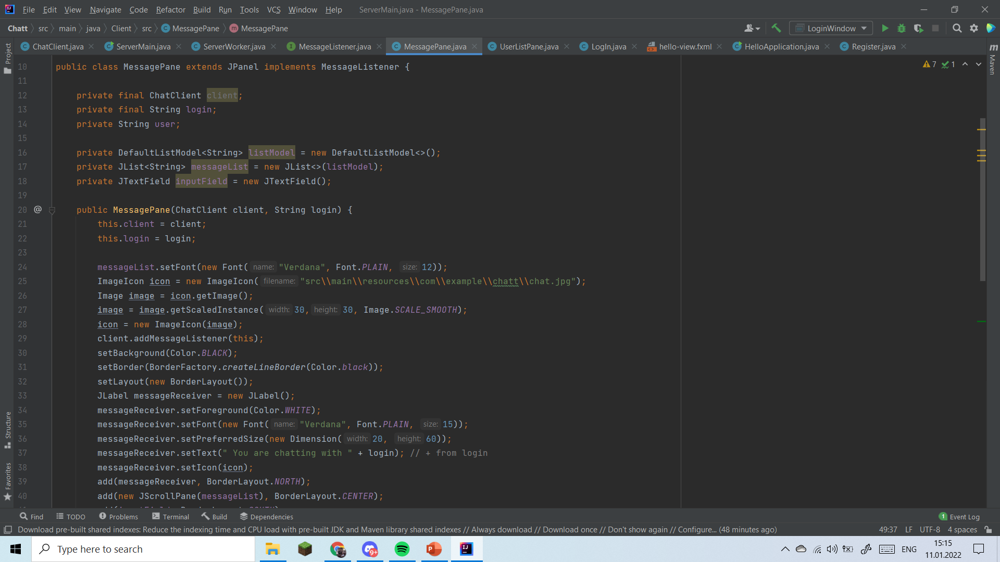 File Edit View Navigate Code Refactor Build Run Tools VCS Window Help ServerMain.java - MessagePane.java
Chatt src main java Client src MessagePane MessagePane LoginWindow
ChatClient.java ServerMain.java ServerWorker.java MessageListener.java MessagePane.java UserListPane.java LogIn.java hello-view.fxml HelloApplication.java Register.java
Project
Maven
7 1
10 public class MessagePane extends JPanel implements MessageListener {
11
12 private final ChatClient client;
13 private final String login;
14 private String user;
15
16 private DefaultListModel<String> listModel = new DefaultListModel<>();
17 private JList<String> messageList = new JList<>(listModel);
18 private JTextField inputField = new JTextField();
19
20 @ public MessagePane(ChatClient client, String login) {
21 this.client = client;
22 this.login = login;
23
24 messageList.setFont(new Font( name: "Verdana", Font.PLAIN, size: 12));
25 ImageIcon icon = new ImageIcon( filename: "src\\main\\resources\\com\\example\\chatt\\chat.jpg");
26 Image image = icon.getImage();
27 image = image.getScaledInstance( width: 30, height: 30, Image.SCALE_SMOOTH);
28 icon = new ImageIcon(image);
29 client.addMessageListener(this);
30 setBackground(Color.BLACK);
31 setBorder(BorderFactory.createLineBorder(Color.black));
32 setLayout(new BorderLayout());
33 JLabel messageReceiver = new JLabel();
34 messageReceiver.setForeground(Color.WHITE);
35 messageReceiver.setFont(new Font( name: "Verdana", Font.PLAIN, size: 15));
36 messageReceiver.setPreferredSize(new Dimension( width: 20, height: 60));
37 messageReceiver.setText(" You are chatting with " + login); // + from login
38 messageReceiver.setIcon(icon);
39 add(messageReceiver, BorderLayout.NORTH);
40 add(new JScrollPane(messageList), BorderLayout.CENTER);
Structure
Favorites
Find TODO Problems Terminal Build Dependencies 1 Event Log
Download pre-built shared indexes: Reduce the indexing time and CPU load with pre-built JDK and Maven library shared indexes // Always download // Download once // Don't show again // Configure... (48 minutes ago) 49:37 LF UTF-8 4 spaces
Type here to search 9+ ENG 15:15
11.01.2022